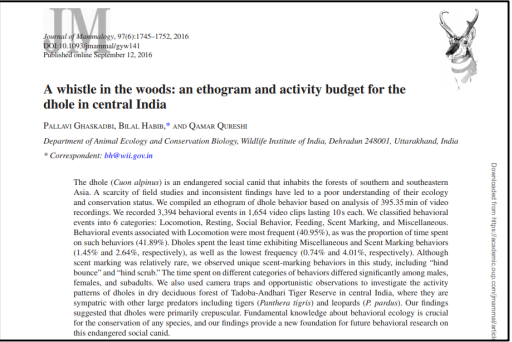 JM
Journal of Mammalogy, 97(6):1745–1752, 2016
DOI:10.1093/jmammal/gyw141
Published online September 12, 2016
A whistle in the woods: an ethogram and activity budget for the
dhole in central India
Pallavi Ghaskadbi, Bilal Habib,* and Qamar Qureshi
Department of Animal Ecology and Conservation Biology, Wildlife Institute of India, Dehradun 248001, Uttarakhand, India
* Correspondent: bh@wii.gov.in
The dhole (Cuon alpinus) is an endangered social canid that inhabits the forests of southern and southeastern
Asia. A scarcity of field studies and inconsistent findings have led to a poor understanding of their ecology
and conservation status. We compiled an ethogram of dhole behavior based on analysis of 395.35 min of video
recordings. We recorded 3,394 behavioral events in 1,654 video clips lasting 10s each. We classified behavioral
events into 6 categories: Locomotion, Resting, Social Behavior, Feeding, Scent Marking, and Miscellaneous.
Behavioral events associated with Locomotion were most frequent (40.95%), as was the proportion of time spent
on such behaviors (41.89%). Dholes spent the least time exhibiting Miscellaneous and Scent Marking behaviors
(1.45% and 2.64%, respectively), as well as the lowest frequency (0.74% and 4.01%, respectively). Although
scent marking was relatively rare, we observed unique scent-marking behaviors in this study, including “hind
bounce” and “hind scrub.” The time spent on different categories of behaviors differed significantly among males,
females, and subadults. We also used camera traps and opportunistic observations to investigate the activity
patterns of dholes in dry deciduous forest of Tadoba-Andhari Tiger Reserve in central India, where they are
sympatric with other large predators including tigers (Panthera tigris) and leopards (P. pardus). Our findings
suggested that dholes were primarily crepuscular. Fundamental knowledge about behavioral ecology is crucial
for the conservation of any species, and our findings provide a new foundation for future behavioral research on
this endangered social canid.
Downloaded from https://academic.oup.com/jmammal/articl